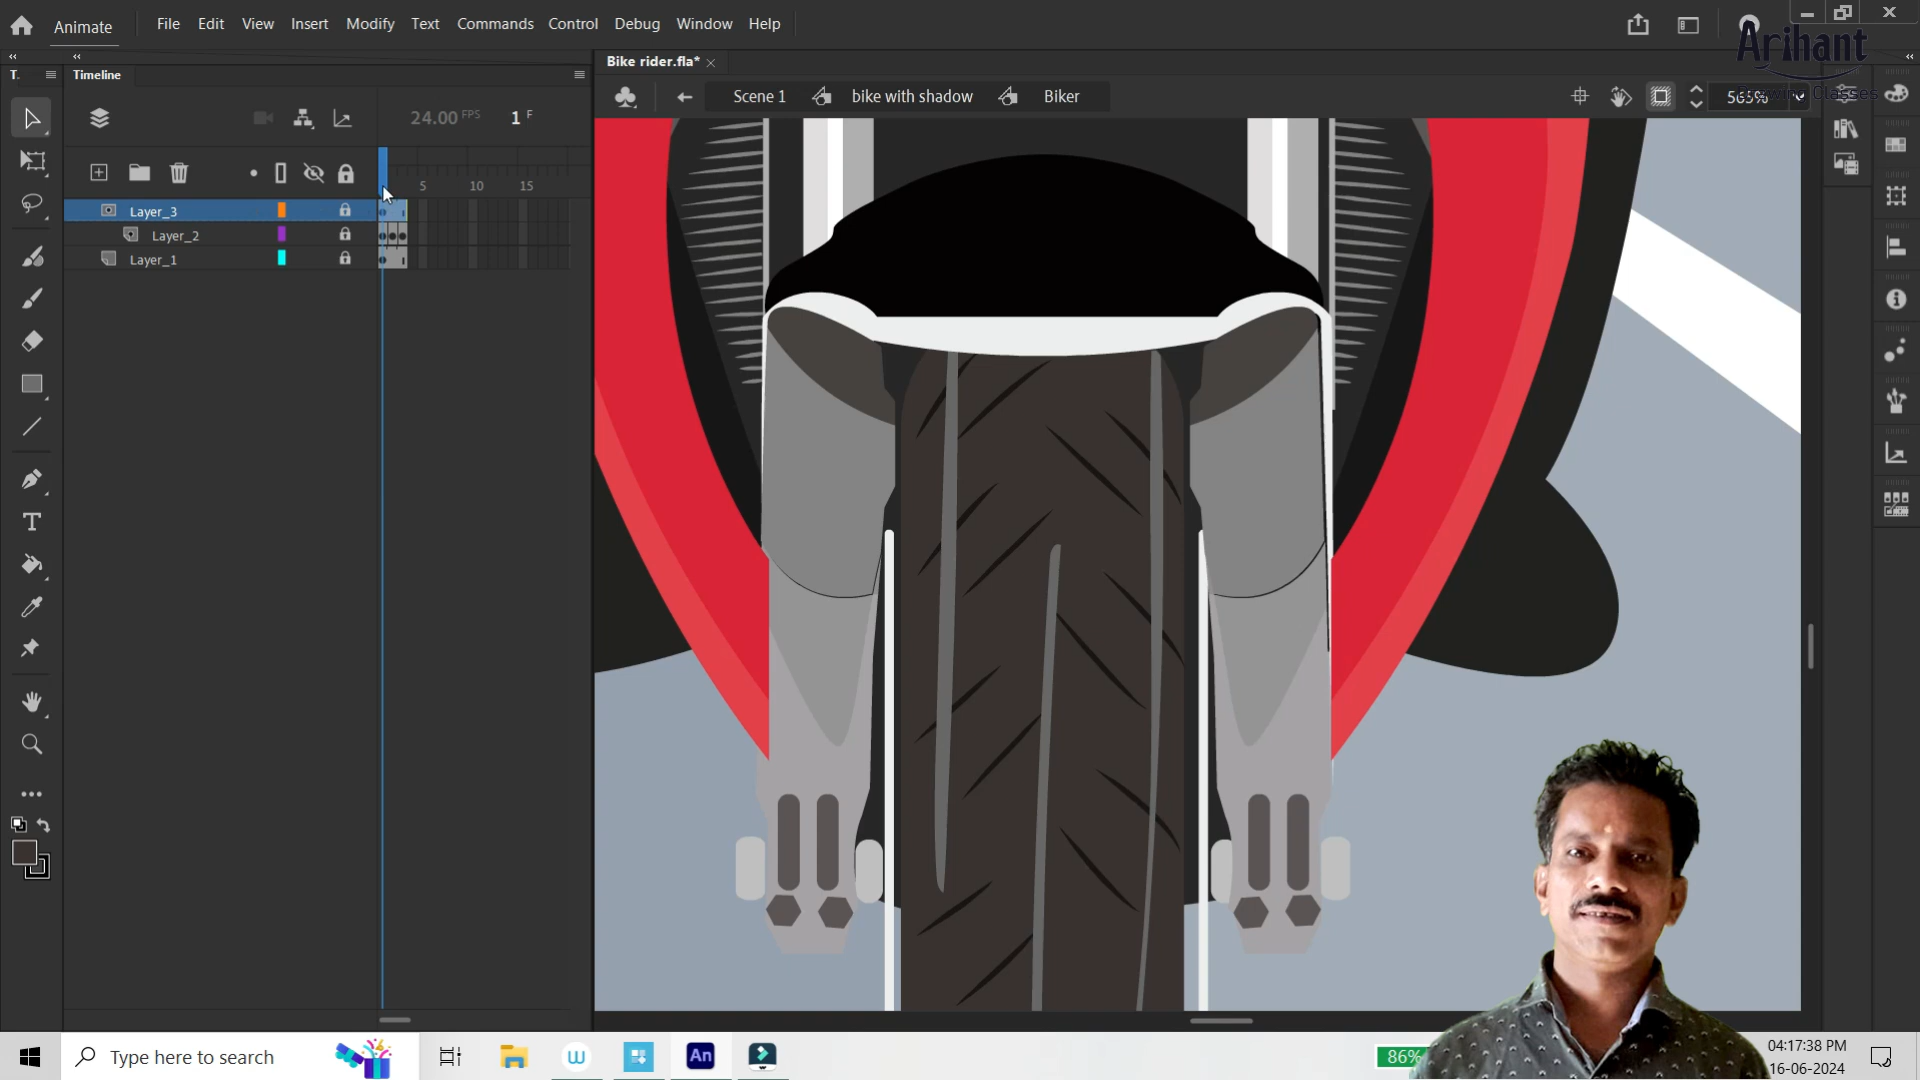 Animate
File Edit View Insert Modify Text Commands Control Debug Window Help
Arihant
T.
Timeline
Bike rider.fla*
Scene 1
bike with shadow
Biker
565%
24.00 FPS
1 F
5 10 15
Layer_3
Layer_2
Layer_1
Type here to search
An
86%
04:17:38 PM
16-06-2024